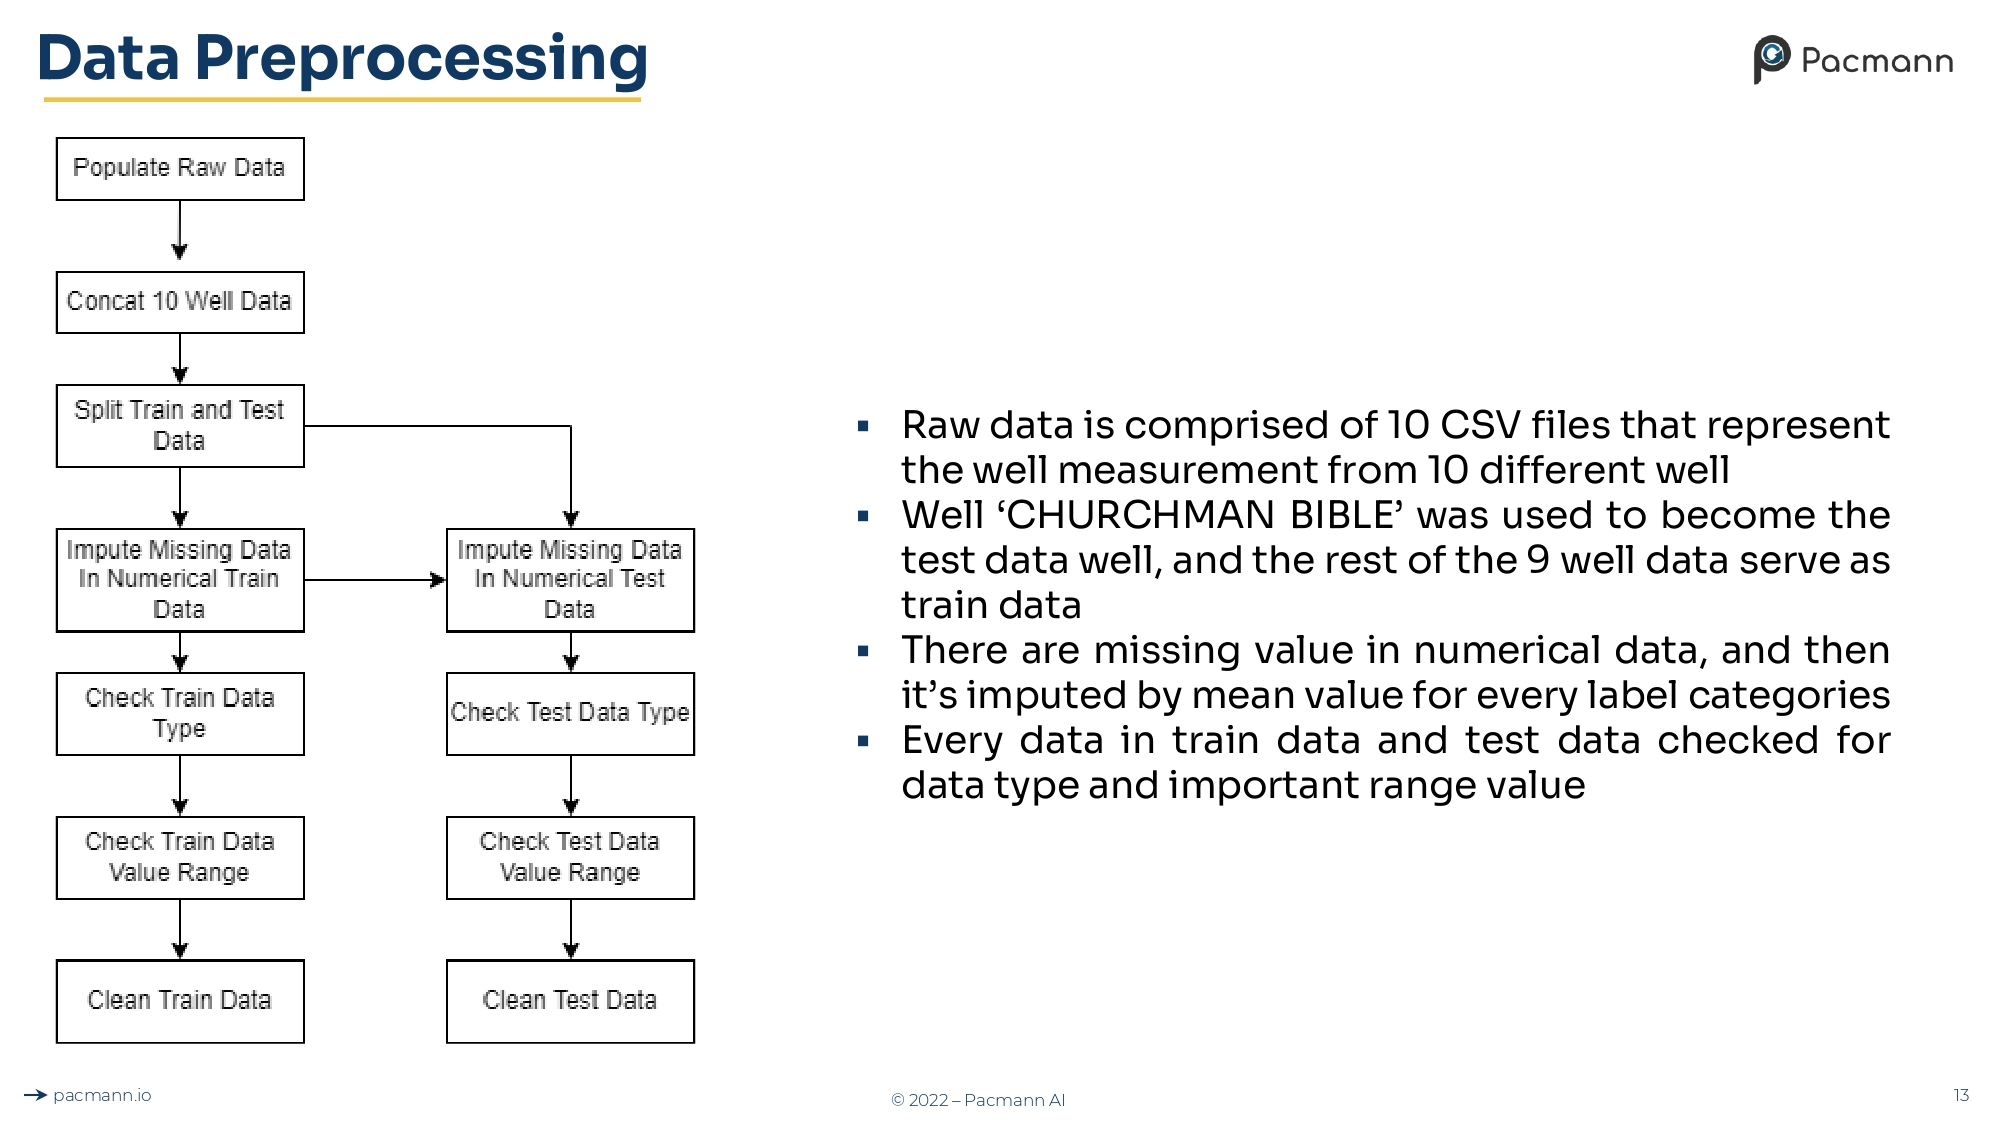 Data Preprocessing
Pacmann
Populate Raw Data
Concat 10 Well Data
Split Train and Test
Data
Impute Missing Data
In Numerical Train
Data
Impute Missing Data
In Numerical Test
Data
Check Train Data
Type
Check Test Data Type
Check Train Data
Value Range
Check Test Data
Value Range
Clean Train Data
Clean Test Data
▪ Raw data is comprised of 10 CSV files that represent
the well measurement from 10 different well
▪ Well ‘CHURCHMAN BIBLE’ was used to become the
test data well, and the rest of the 9 well data serve as
train data
▪ There are missing value in numerical data, and then
it’s imputed by mean value for every label categories
▪ Every data in train data and test data checked for
data type and important range value
pacmann.io
© 2022 – Pacmann AI
13